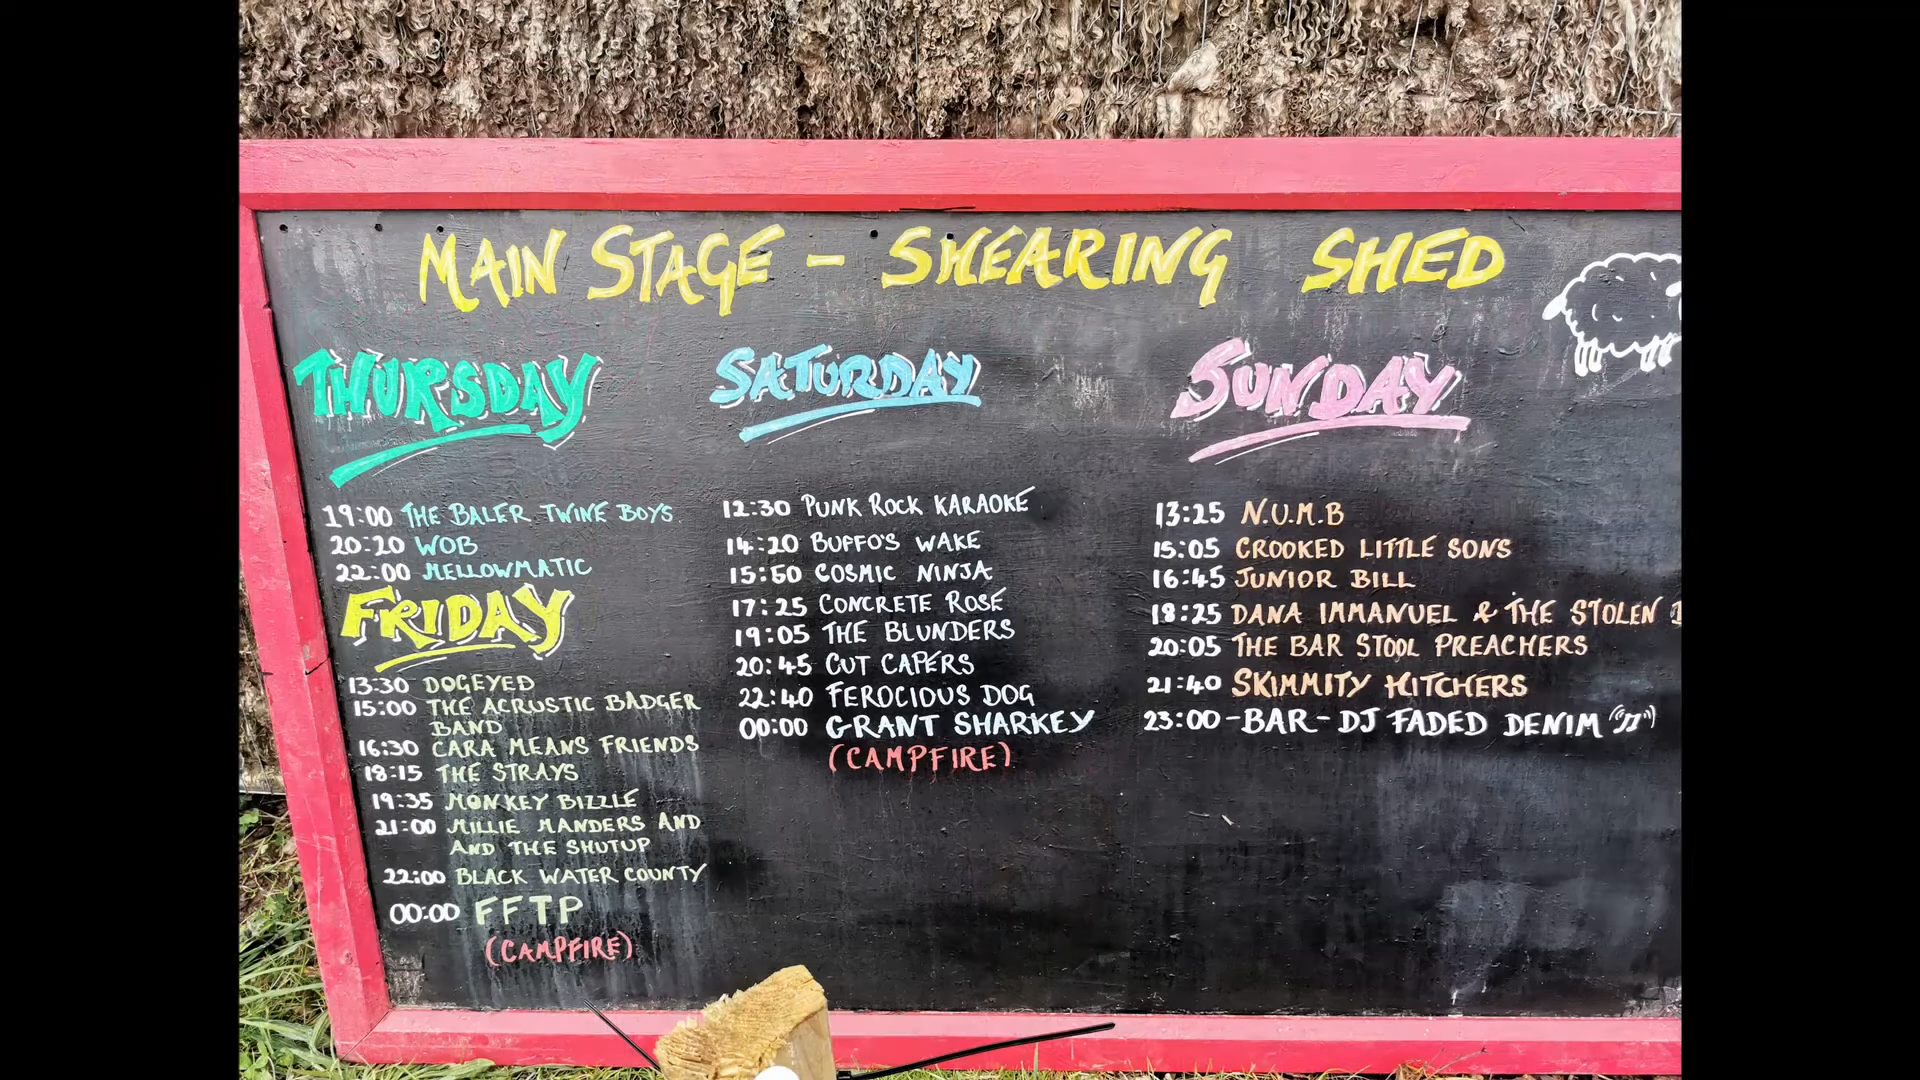 MAIN STAGE - SHEARING SHED
THURSDAY
19:00 THE BALER TWINE BOYS
20:20 WOB
22:00 MELLOWMATIC
FRIDAY
13:30 DOGEYED
15:00 THE ACRUSTIC BADGER
BAND
16:30 CARA MEANS FRIENDS
18:15 THE STRAYS
19:35 MONKEY BIZZLE
21:00 MILLIE MANDERS AND
AND THE SHUTUP
22:00 BLACK WATER COUNTY
00:00 FFTP
(CAMPFIRE)
SATURDAY
12:30 PUNK ROCK KARAOKE
14:20 BUFFO'S WAKE
15:50 COSMIC NINJA
17:25 CONCRETE ROSE
19:05 THE BLUNDERS
20:45 CUT CAPERS
22:40 FEROCIOUS DOG
00:00 GRANT SHARKEY
(CAMPFIRE)
SUNDAY
13:25 N.U.M.B
15:05 CROOKED LITTLE SONS
16:45 JUNIOR BILL
18:25 DANA IMMANUEL & THE STOLEN
20:05 THE BAR STOOL PREACHERS
21:40 SKIMMITY HITCHERS
23:00 -BAR- DJ FADED DENIM